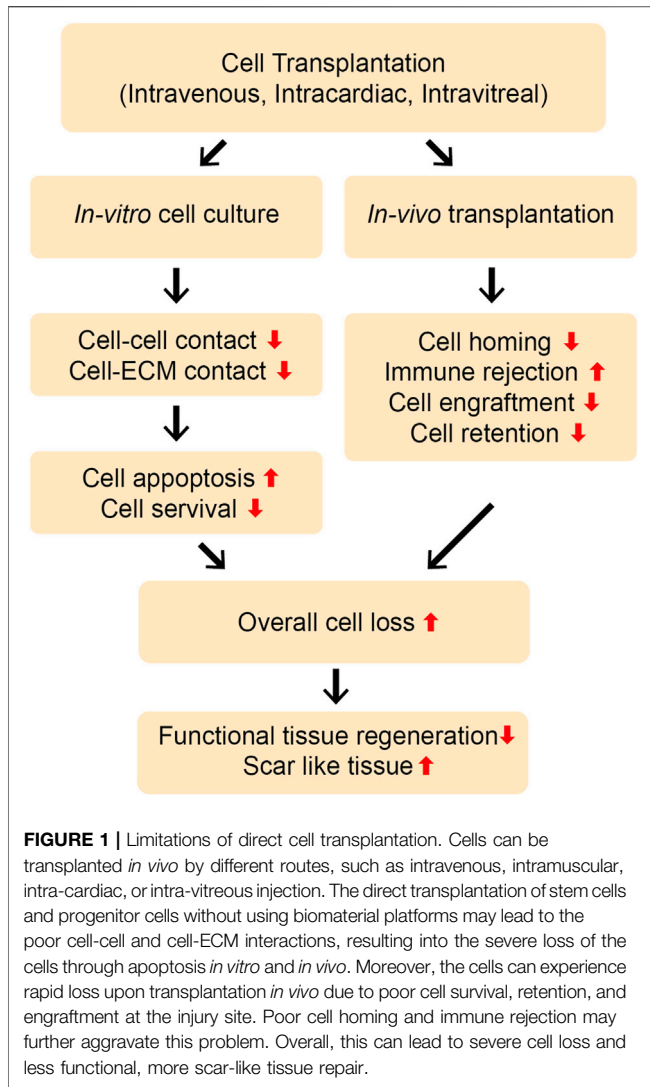 Cell Transplantation
(Intravenous, Intracardiac, Intravitreal)
In-vitro cell culture
In-vivo transplantation
Cell-cell contact ⬇
Cell-ECM contact ⬇
Cell homing ⬇
Immune rejection ⬆
Cell engraftment ⬇
Cell retention ⬇
Cell appoptosis ⬆
Cell servival ⬇
Overall cell loss ⬆
Functional tissue regeneration⬇
Scar like tissue ⬆
FIGURE 1 | Limitations of direct cell transplantation. Cells can be
transplanted in vivo by different routes, such as intravenous, intramuscular,
intra-cardiac, or intra-vitreous injection. The direct transplantation of stem cells
and progenitor cells without using biomaterial platforms may lead to the
poor cell-cell and cell-ECM interactions, resulting into the severe loss of the
cells through apoptosis in vitro and in vivo. Moreover, the cells can experience
rapid loss upon transplantation in vivo due to poor cell survival, retention, and
engraftment at the injury site. Poor cell homing and immune rejection may
further aggravate this problem. Overall, this can lead to severe cell loss and
less functional, more scar-like tissue repair.